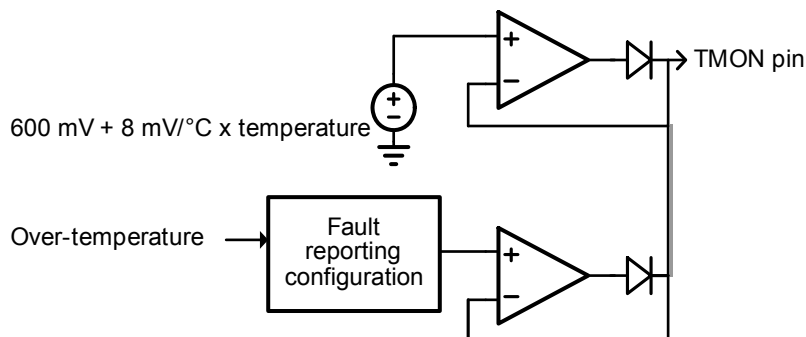 TMON pin
600 mV + 8 mV/°C x temperature
Over-temperature
Fault
reporting
configuration